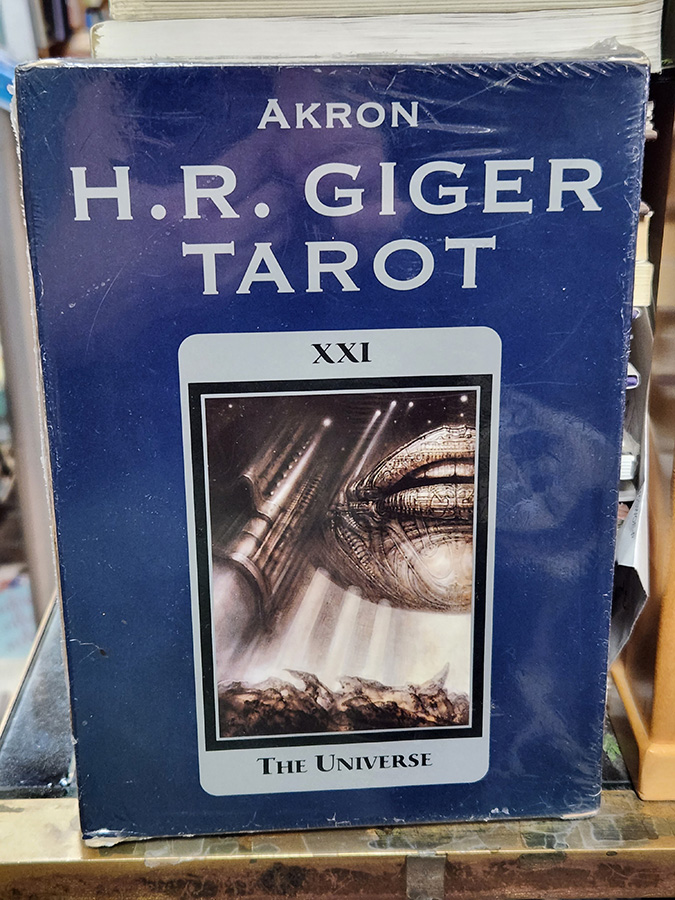 AKRON
H.R. GIGER
TAROT
XXI
THE UNIVERSE